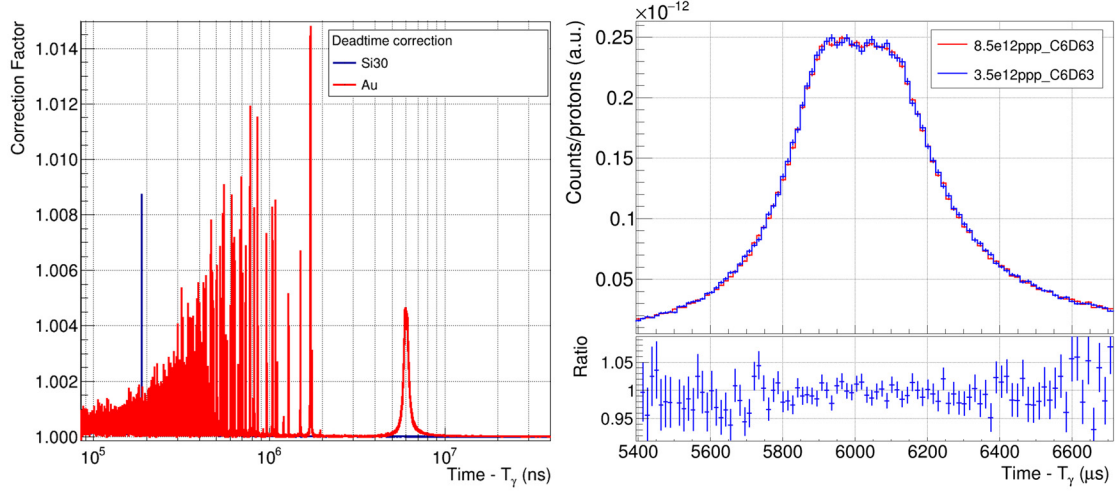 Correction Factor
1.014
1.012
1.010
1.008
1.006
1.004
1.002
1.000
Deadtime correction
Si30
Au
10⁵
10⁶
10⁷
Time - Tγ (ns)
×10⁻¹²
Counts/protons (a.u.)
0.25
0.2
0.15
0.1
0.05
8.5e12ppp_C6D63
3.5e12ppp_C6D63
Ratio
1.05
1
0.95
5400
5600
5800
6000
6200
6400
6600
Time - Tγ (μs)